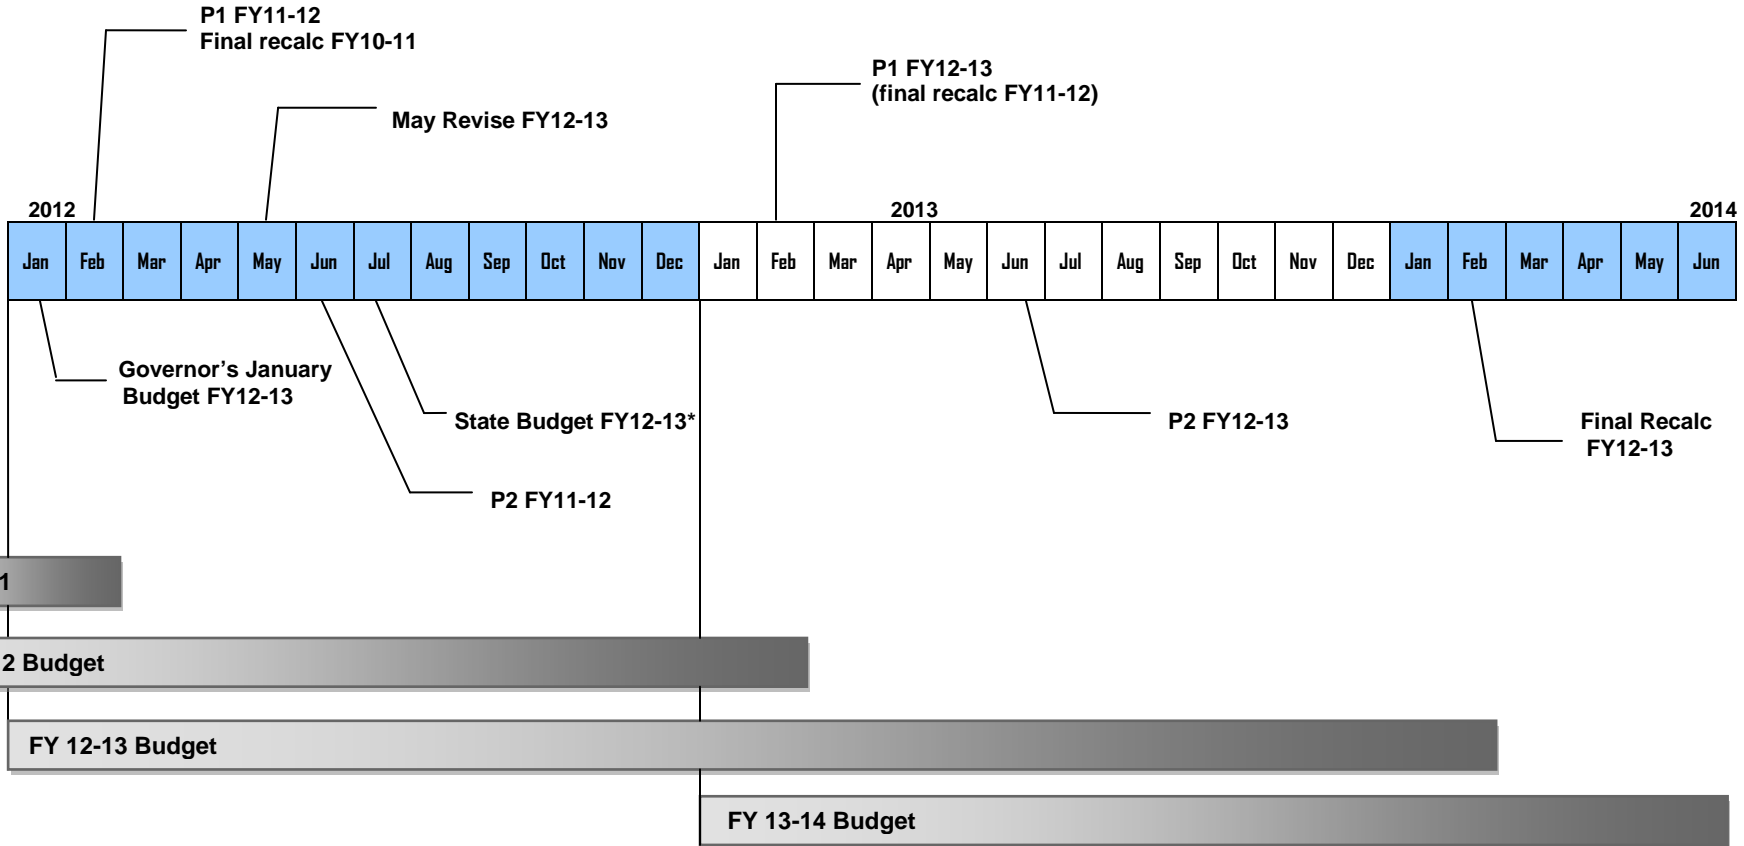 P1 FY11-12
Final recalc FY10-11
P1 FY12-13
(final recalc FY11-12)
May Revise FY12-13
2012 2013 2014
Jan Feb Mar Apr May Jun Jul Aug Sep Oct Nov Dec Jan Feb Mar Apr May Jun Jul Aug Sep Oct Nov Dec Jan Feb Mar Apr May Jun
Governor’s January
Budget FY12-13
State Budget FY12-13*
P2 FY12-13
Final Recalc
FY12-13
P2 FY11-12
1
2 Budget
FY 12-13 Budget
FY 13-14 Budget